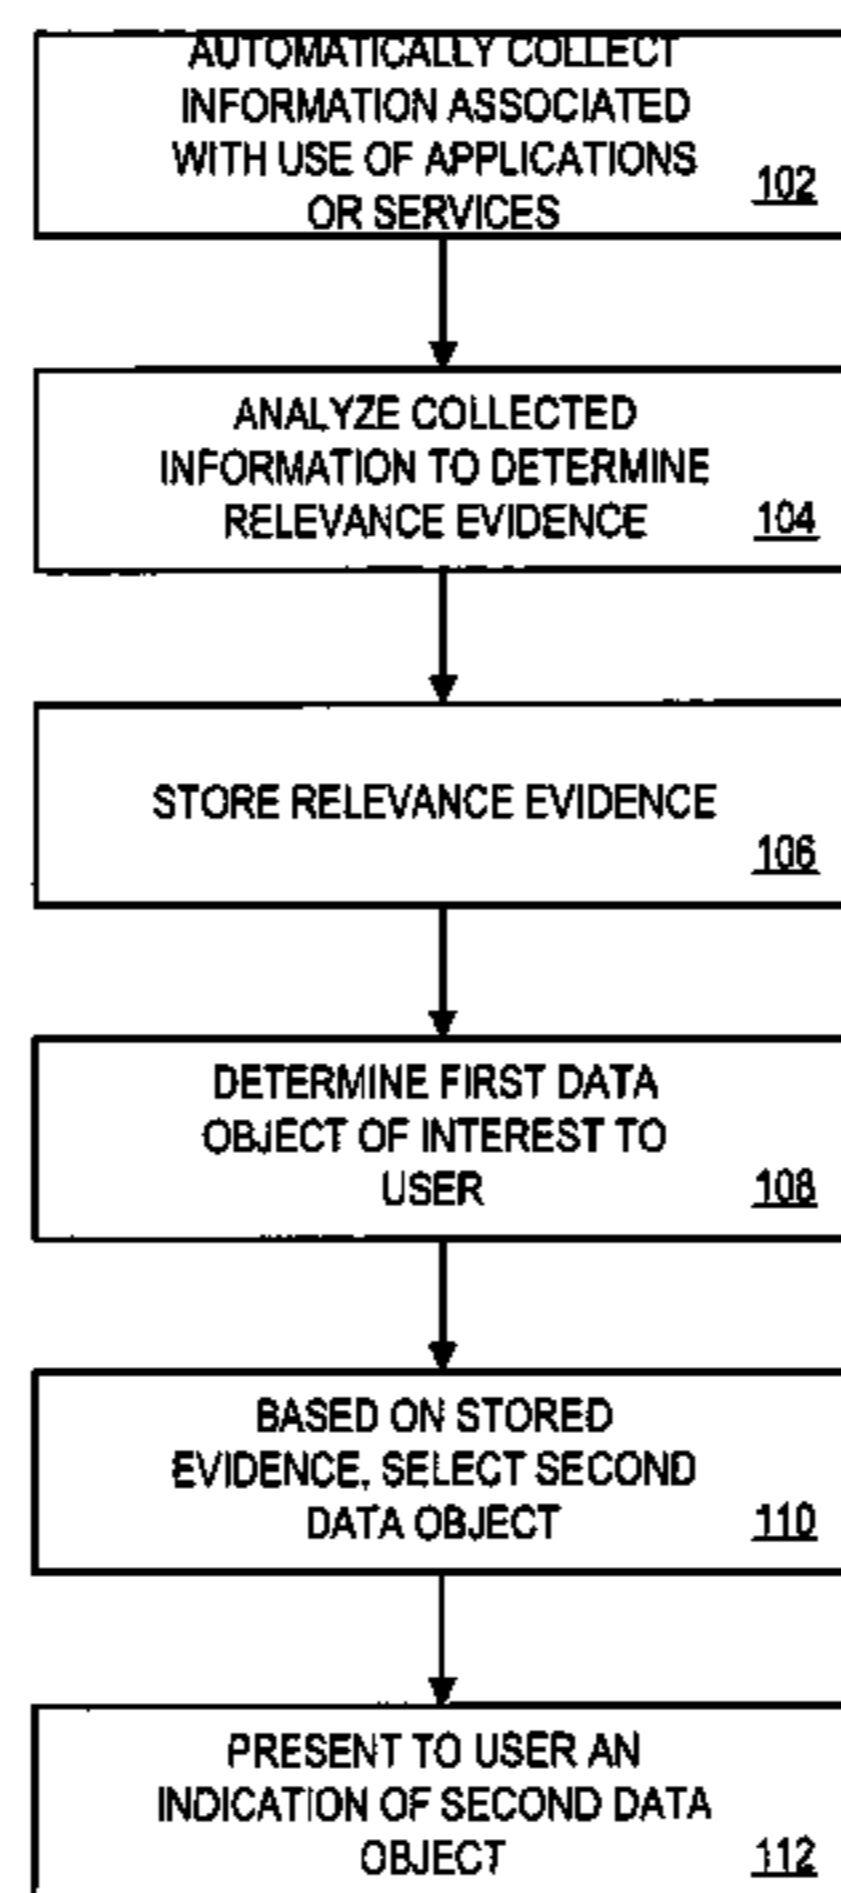 AUTOMATICALLY COLLECT
INFORMATION ASSOCIATED
WITH USE OF APPLICATIONS
OR SERVICES
102
ANALYZE COLLECTED
INFORMATION TO DETERMINE
RELEVANCE EVIDENCE
104
STORE RELEVANCE EVIDENCE
106
DETERMINE FIRST DATA
OBJECT OF INTEREST TO
USER
108
BASED ON STORED
EVIDENCE, SELECT SECOND
DATA OBJECT
110
PRESENT TO USER AN
INDICATION OF SECOND DATA
OBJECT
112